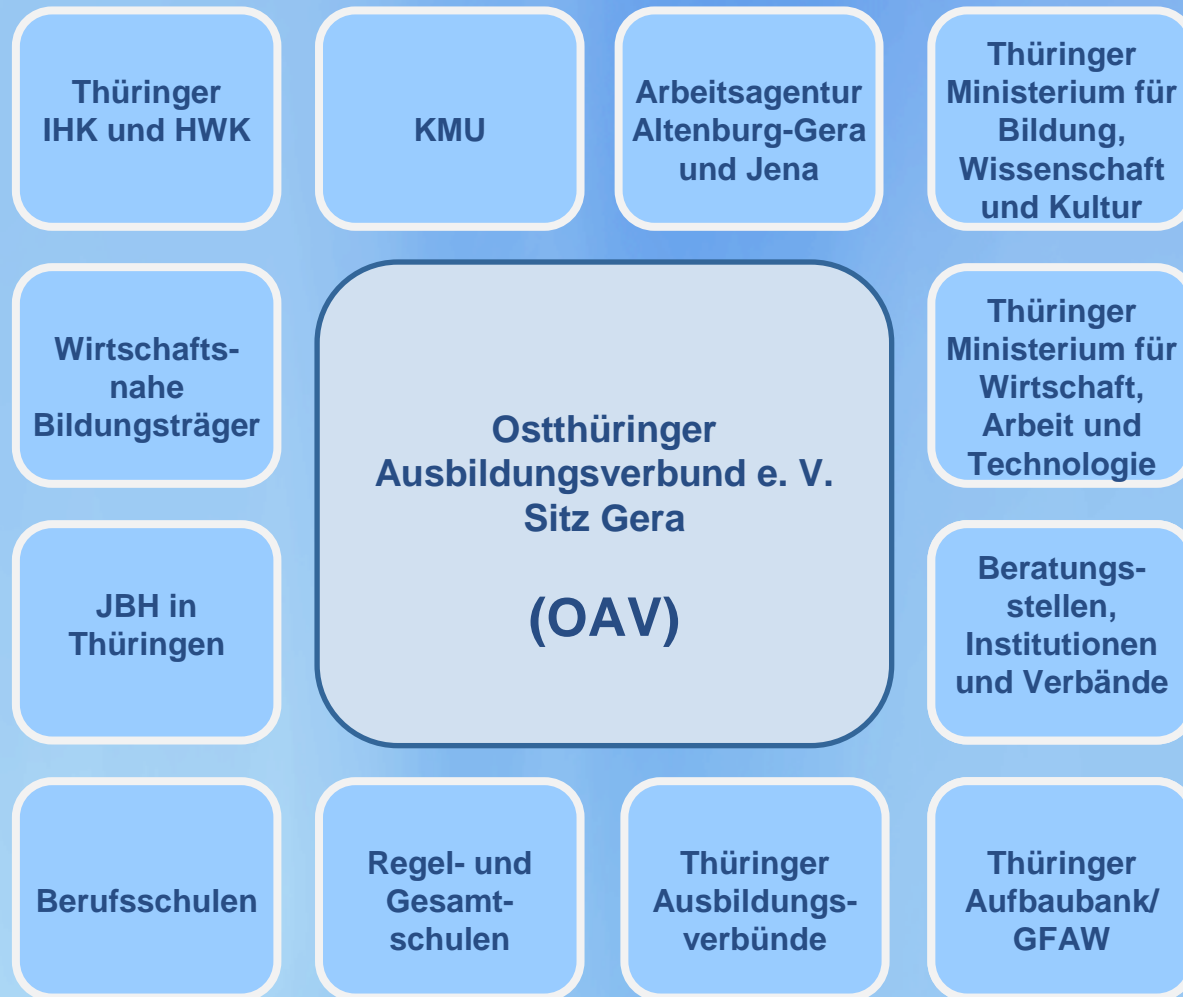 Thüringer
IHK und HWK
KMU
Arbeitsagentur
Altenburg-Gera
und Jena
Thüringer
Ministerium für
Bildung,
Wissenschaft
und Kultur
Wirtschafts-
nahe
Bildungsträger
Ostthüringer
Ausbildungsverbund e. V.
Sitz Gera
(OAV)
Thüringer
Ministerium für
Wirtschaft,
Arbeit und
Technologie
JBH in
Thüringen
Beratungs-
stellen,
Institutionen
und Verbände
Berufsschulen
Regel- und
Gesamt-
schulen
Thüringer
Ausbildungs-
verbünde
Thüringer
Aufbaubank/
GFAW